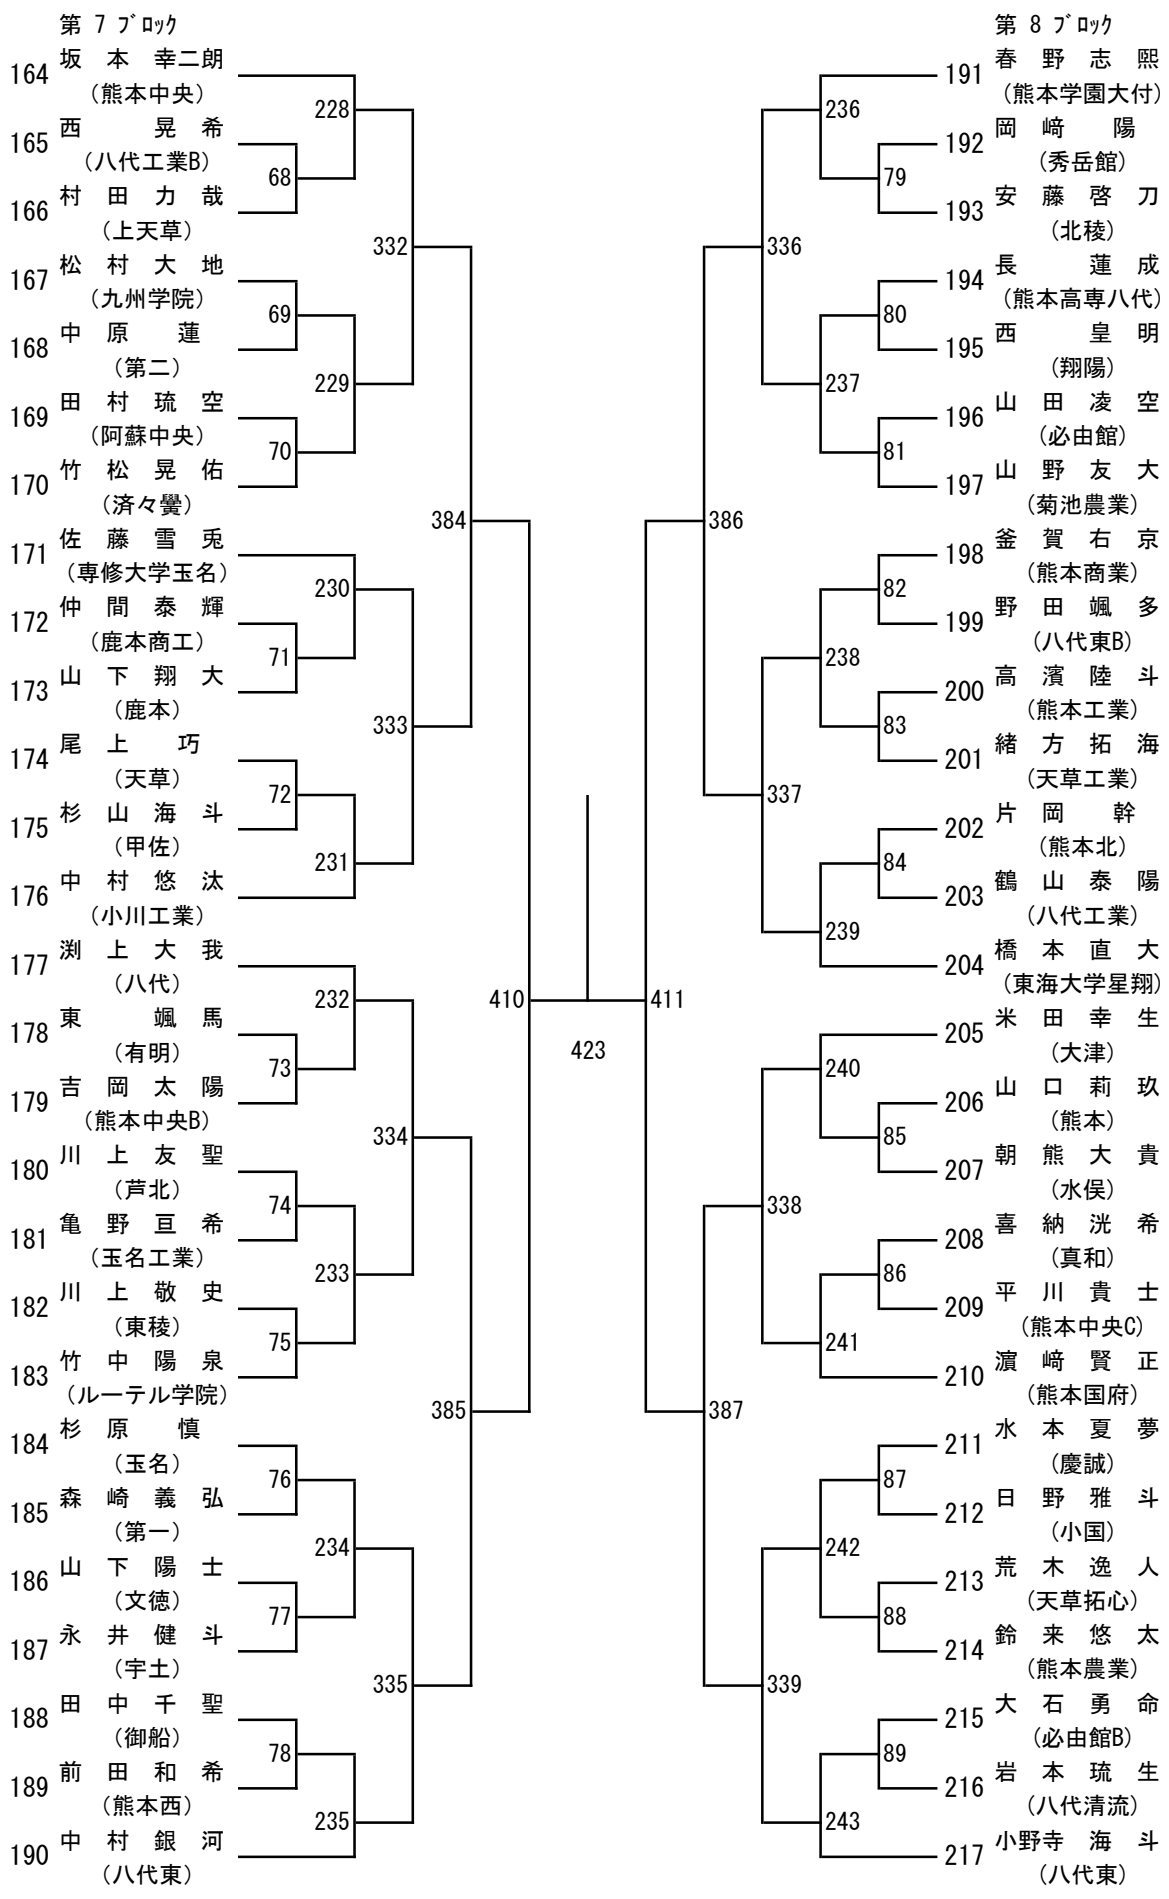 第 7 ブロック
164 坂本 幸二朗
（熊本中央）
228
165 西 晃希
（八代工業B）
68
166 村田力哉
（上天草）
332
167 松村大地
（九州学院）
69
168 中原 蓮
（第二）
229
169 田村琉空
（阿蘇中央）
70
170 竹松晃佑
（済々黌）
384
171 佐藤雪兎
（専修大学玉名）
230
172 仲間泰輝
（鹿本商工）
71
173 山下翔大
（鹿本）
333
174 尾上 巧
（天草）
72
175 杉山海斗
（甲佐）
231
176 中村悠汰
（小川工業）
177 渕上大我
（八代）
232
410
178 東 颯馬
（有明）
73
179 吉岡太陽
（熊本中央B）
334
180 川上友聖
（芦北）
74
181 亀野亘希
（玉名工業）
233
182 川上敬史
（東稜）
75
183 竹中陽泉
（ルーテル学院）
385
184 杉原 慎
（玉名）
76
185 森崎義弘
（第一）
234
186 山下陽士
（文徳）
77
187 永井健斗
（宇土）
335
188 田中千聖
（御船）
78
189 前田和希
（熊本西）
235
190 中村銀河
（八代東）
423
第 8 ブロック
191 春野志熙
（熊本学園大付）
236
192 岡﨑 陽
（秀岳館）
79
193 安藤啓刀
（北稜）
336
194 長 蓮成
（熊本高専八代）
80
195 西 皇明
（翔陽）
237
196 山田凌空
（必由館）
81
197 山野友大
（菊池農業）
386
198 釜賀右京
（熊本商業）
82
199 野田颯多
（八代東B）
238
200 高濱陸斗
（熊本工業）
83
201 緒方拓海
（天草工業）
337
202 片岡 幹
（熊本北）
84
203 鶴山泰陽
（八代工業）
239
204 橋本直大
（東海大学星翔）
411
205 米田幸生
（大津）
240
206 山口莉玖
（熊本）
85
207 朝熊大貴
（水俣）
338
208 喜納洸希
（真和）
86
209 平川貴士
（熊本中央C）
241
210 濵﨑賢正
（熊本国府）
387
211 水本夏夢
（慶誠）
87
212 日野雅斗
（小国）
242
213 荒木逸人
（天草拓心）
88
214 鈴来悠太
（熊本農業）
339
215 大石勇命
（必由館B）
89
216 岩本琉生
（八代清流）
243
217 小野寺 海斗
（八代東）